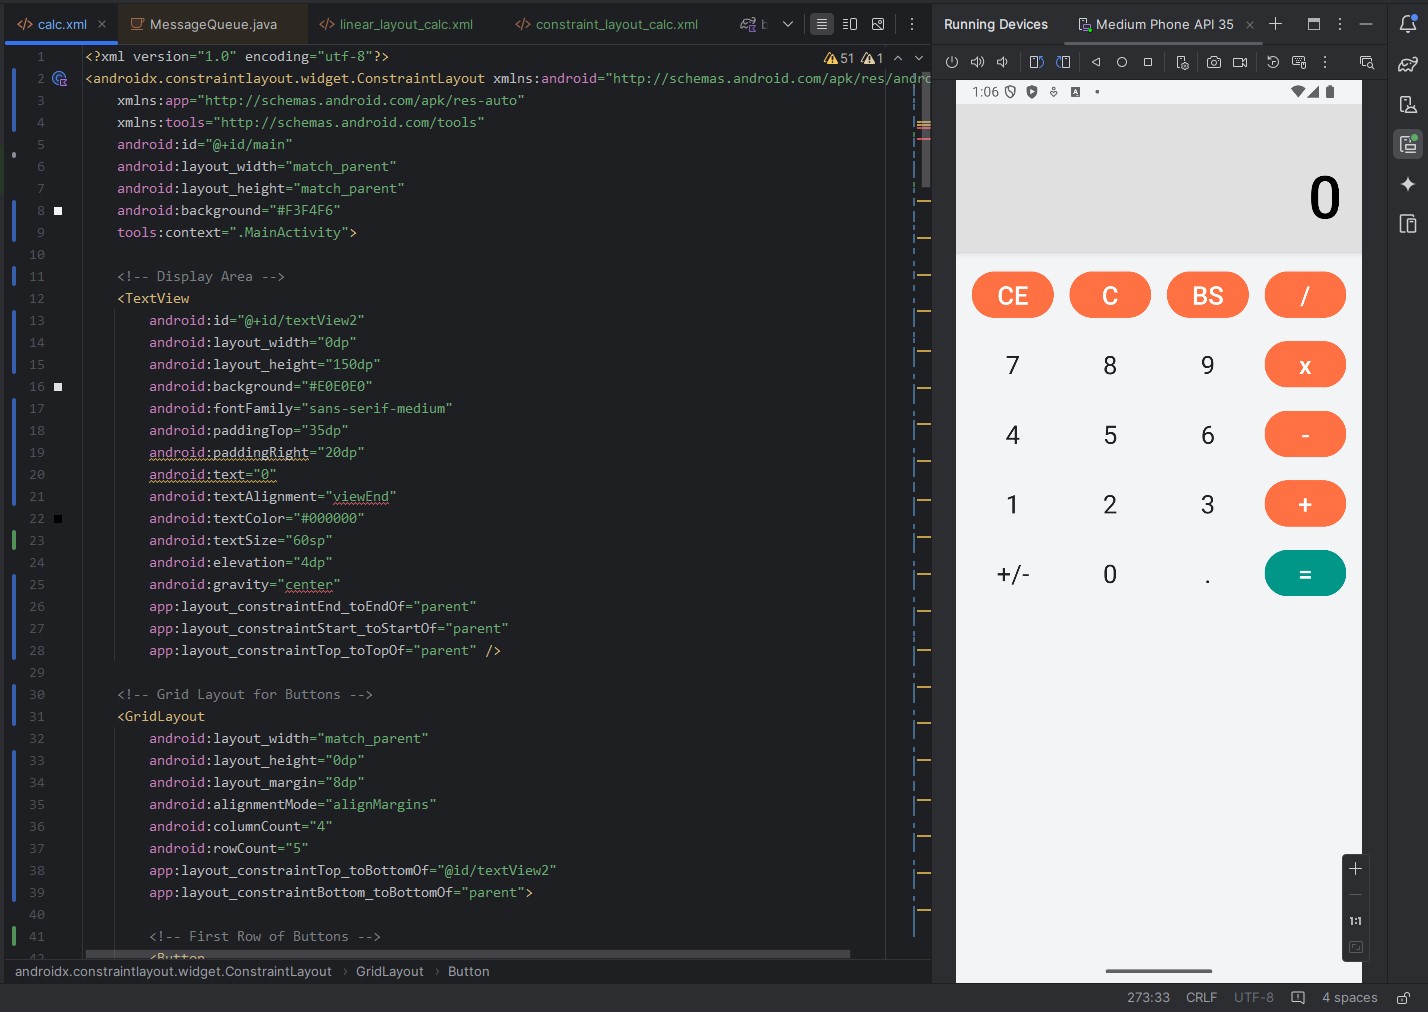 calc.xml
MessageQueue.java
linear_layout_calc.xml
constraint_layout_calc.xml
b
Running Devices
Medium Phone API 35
51 1
1 <?xml version="1.0" encoding="utf-8"?>
2 <androidx.constraintlayout.widget.ConstraintLayout xmlns:android="http://schemas.android.com/apk/res/andro
3 xmlns:app="http://schemas.android.com/apk/res-auto"
4 xmlns:tools="http://schemas.android.com/tools"
5 android:id="@+id/main"
6 android:layout_width="match_parent"
7 android:layout_height="match_parent"
8 android:background="#F3F4F6"
9 tools:context=".MainActivity">
10
11 <!-- Display Area -->
12 <TextView
13 android:id="@+id/textView2"
14 android:layout_width="0dp"
15 android:layout_height="150dp"
16 android:background="#E0E0E0"
17 android:fontFamily="sans-serif-medium"
18 android:paddingTop="35dp"
19 android:paddingRight="20dp"
20 android:text="0"
21 android:textAlignment="viewEnd"
22 android:textColor="#000000"
23 android:textSize="60sp"
24 android:elevation="4dp"
25 android:gravity="center"
26 app:layout_constraintEnd_toEndOf="parent"
27 app:layout_constraintStart_toStartOf="parent"
28 app:layout_constraintTop_toTopOf="parent" />
29
30 <!-- Grid Layout for Buttons -->
31 <GridLayout
32 android:layout_width="match_parent"
33 android:layout_height="0dp"
34 android:layout_margin="8dp"
35 android:alignmentMode="alignMargins"
36 android:columnCount="4"
37 android:rowCount="5"
38 app:layout_constraintTop_toBottomOf="@id/textView2"
39 app:layout_constraintBottom_toBottomOf="parent">
40
41 <!-- First Row of Buttons -->
42 <Button
1:06
0
CE C BS /
7 8 9 x
4 5 6 -
1 2 3 +
+/- 0 . =
1:1
androidx.constraintlayout.widget.ConstraintLayout › GridLayout › Button
273:33 CRLF UTF-8 4 spaces